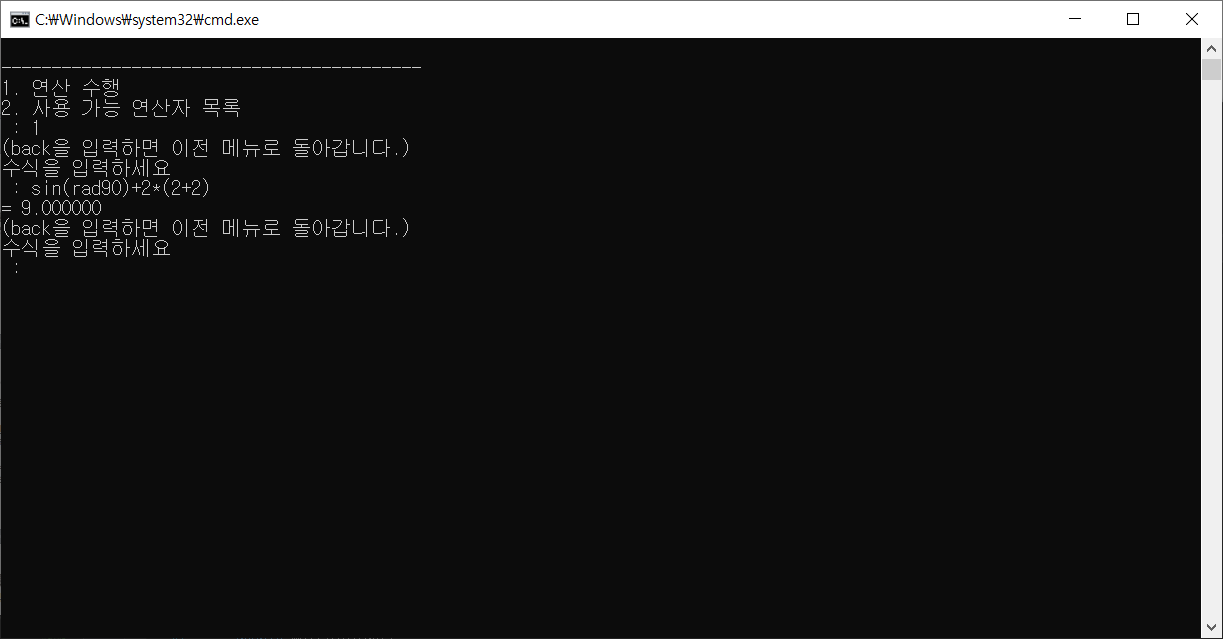 C:\Windows\system32\cmd.exe
------------------------------------------
1. 연산 수행
2. 사용 가능 연산자 목록
 : 1
(back을 입력하면 이전 메뉴로 돌아갑니다.)
수식을 입력하세요
 : sin(rad90)+2*(2+2)
= 9.000000
(back을 입력하면 이전 메뉴로 돌아갑니다.)
수식을 입력하세요
 :